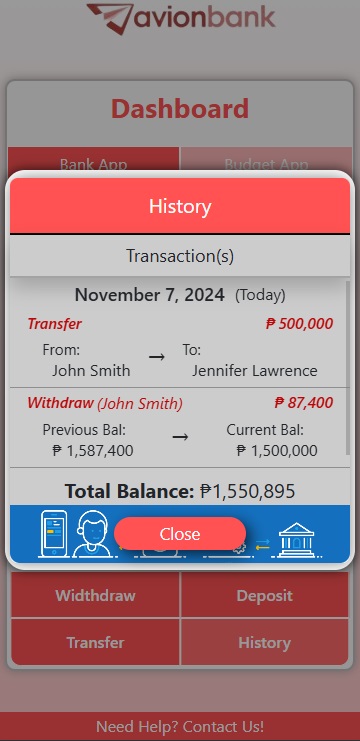 avionbank
Dashboard
Bank App Budget App
History
Transaction(s)
November 7, 2024 (Today)
Transfer ₱ 500,000
From: To:
John Smith → Jennifer Lawrence
Withdraw (John Smith) ₱ 87,400
Previous Bal: Current Bal:
₱ 1,587,400 → ₱ 1,500,000
Total Balance: ₱1,550,895
Close
Widthdraw Deposit
Transfer History
Need Help? Contact Us!